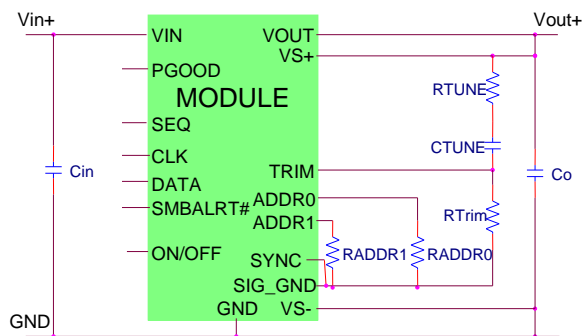 Vin+
Vout+
VIN
VOUT
VS+
PGOOD
RTUNE
MODULE
SEQ
CTUNE
CLK
TRIM
Cin
Co
DATA
ADDR0
SMBALRT#
ADDR1
RTrim
ON/OFF
SYNC
RADDR1
RADDR0
SIG_GND
GND
VS-
GND